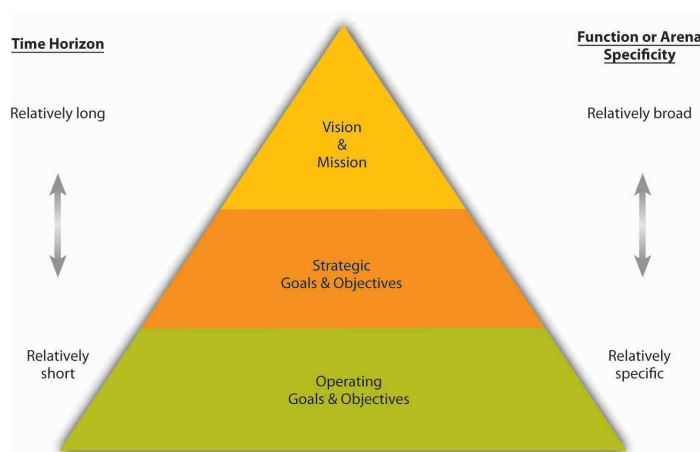 Time Horizon
Relatively long
Relatively
short
Vision
&
Mission
Strategic
Goals & Objectives
Operating
Goals & Objectives
Function or Arena
Specificity
Relatively broad
Relatively
specific